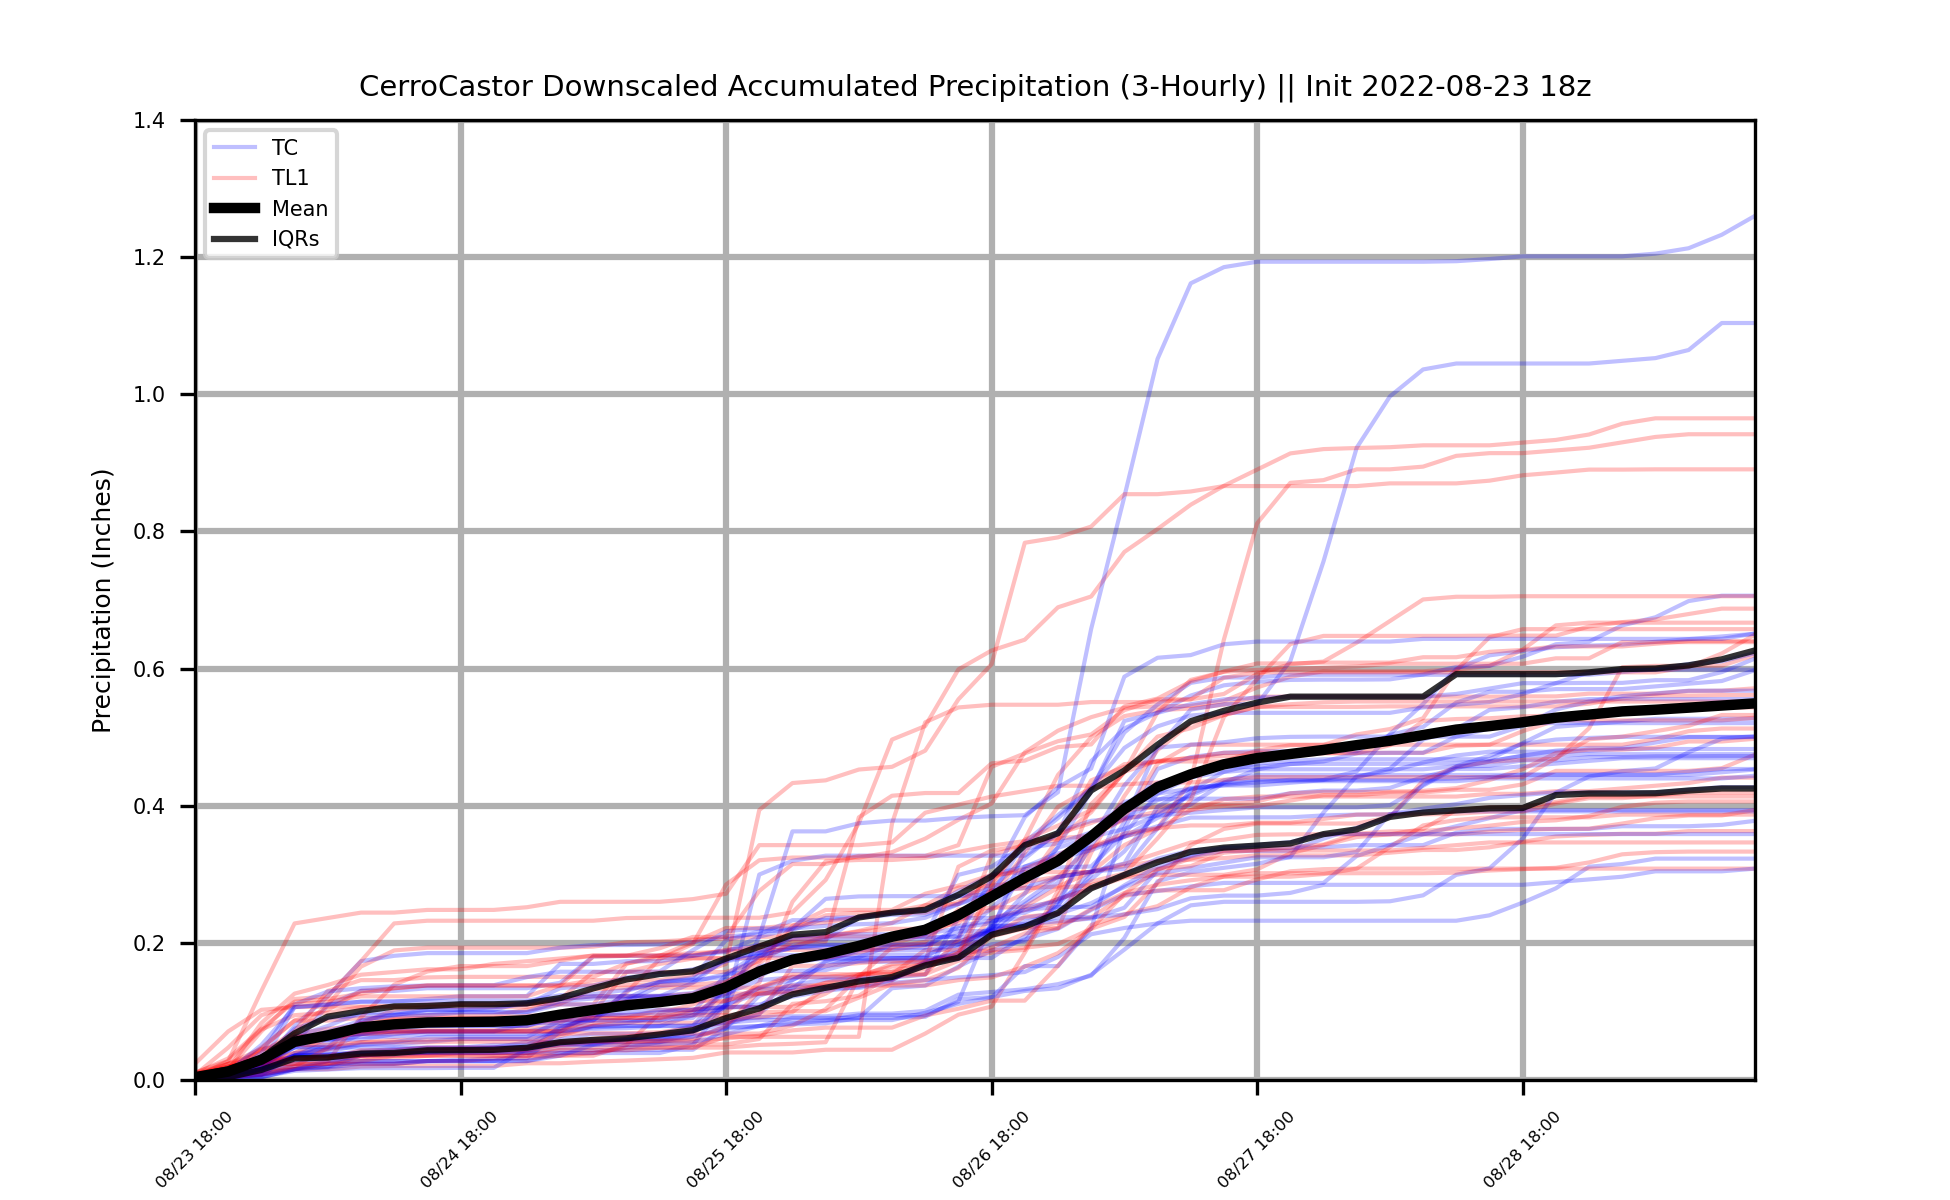 CerroCastor Downscaled Accumulated Precipitation (3-Hourly) || Init 2022-08-23 18z
Precipitation (Inches)
1.4
1.2
1.0
0.8
0.6
0.4
0.2
0.0
TC
TL1
Mean
IQRs
08/23 18:00
08/24 18:00
08/25 18:00
08/26 18:00
08/27 18:00
08/28 18:00